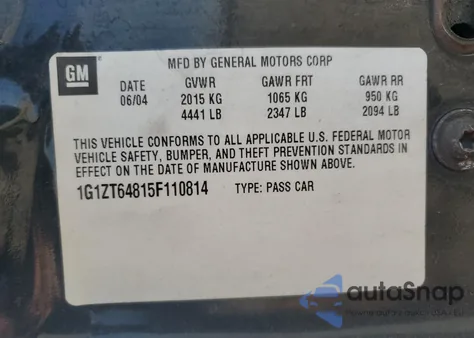 GM
MFD BY GENERAL MOTORS CORP
DATE GVWR GAWR FRT GAWR RR
06/04 2015 KG 1065 KG 950 KG
4441 LB 2347 LB 2094 LB
THIS VEHICLE CONFORMS TO ALL APPLICABLE U.S. FEDERAL MOTOR
VEHICLE SAFETY, BUMPER, AND THEFT PREVENTION STANDARDS IN
EFFECT ON THE DATE OF MANUFACTURE SHOWN ABOVE.
1G1ZT64815F110814 TYPE: PASS CAR
autoSnap